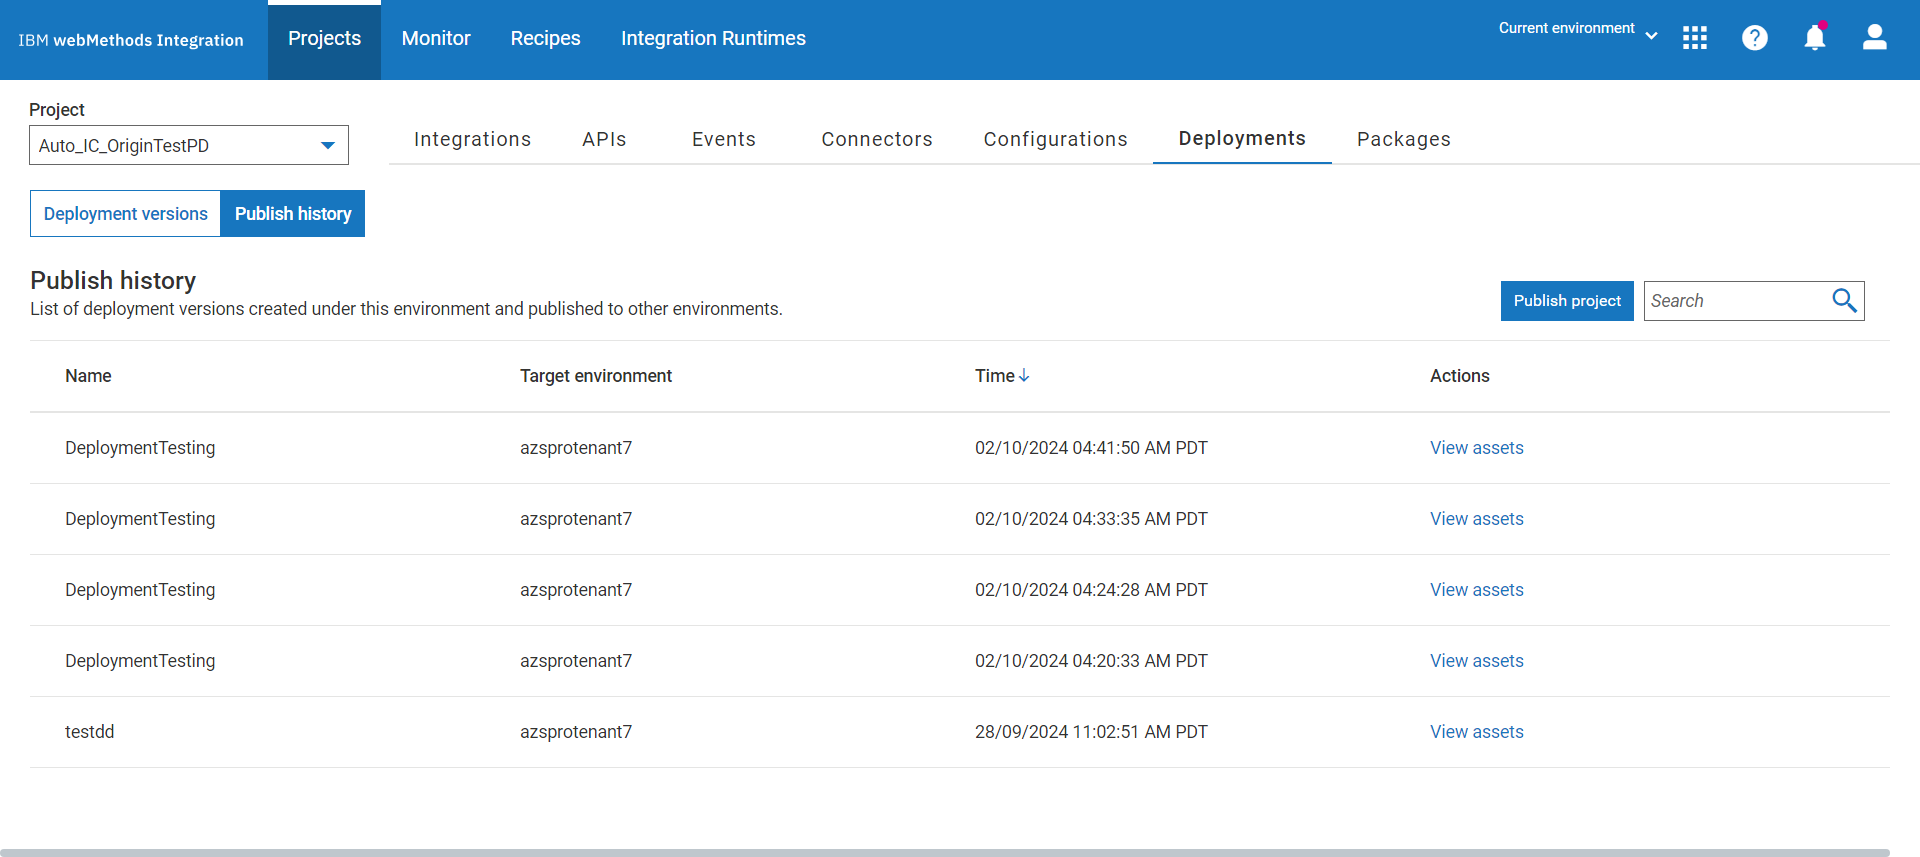 IBM webMethods Integration
Projects
Monitor
Recipes
Integration Runtimes
Current environment
Project
Auto_IC_OriginTestPD
Integrations
APIs
Events
Connectors
Configurations
Deployments
Packages
Deployment versions
Publish history
Publish history
List of deployment versions created under this environment and published to other environments.
Publish project
Search
Name Target environment Time Actions
DeploymentTesting azsprotenant7 02/10/2024 04:41:50 AM PDT View assets
DeploymentTesting azsprotenant7 02/10/2024 04:33:35 AM PDT View assets
DeploymentTesting azsprotenant7 02/10/2024 04:24:28 AM PDT View assets
DeploymentTesting azsprotenant7 02/10/2024 04:20:33 AM PDT View assets
testdd azsprotenant7 28/09/2024 11:02:51 AM PDT View assets